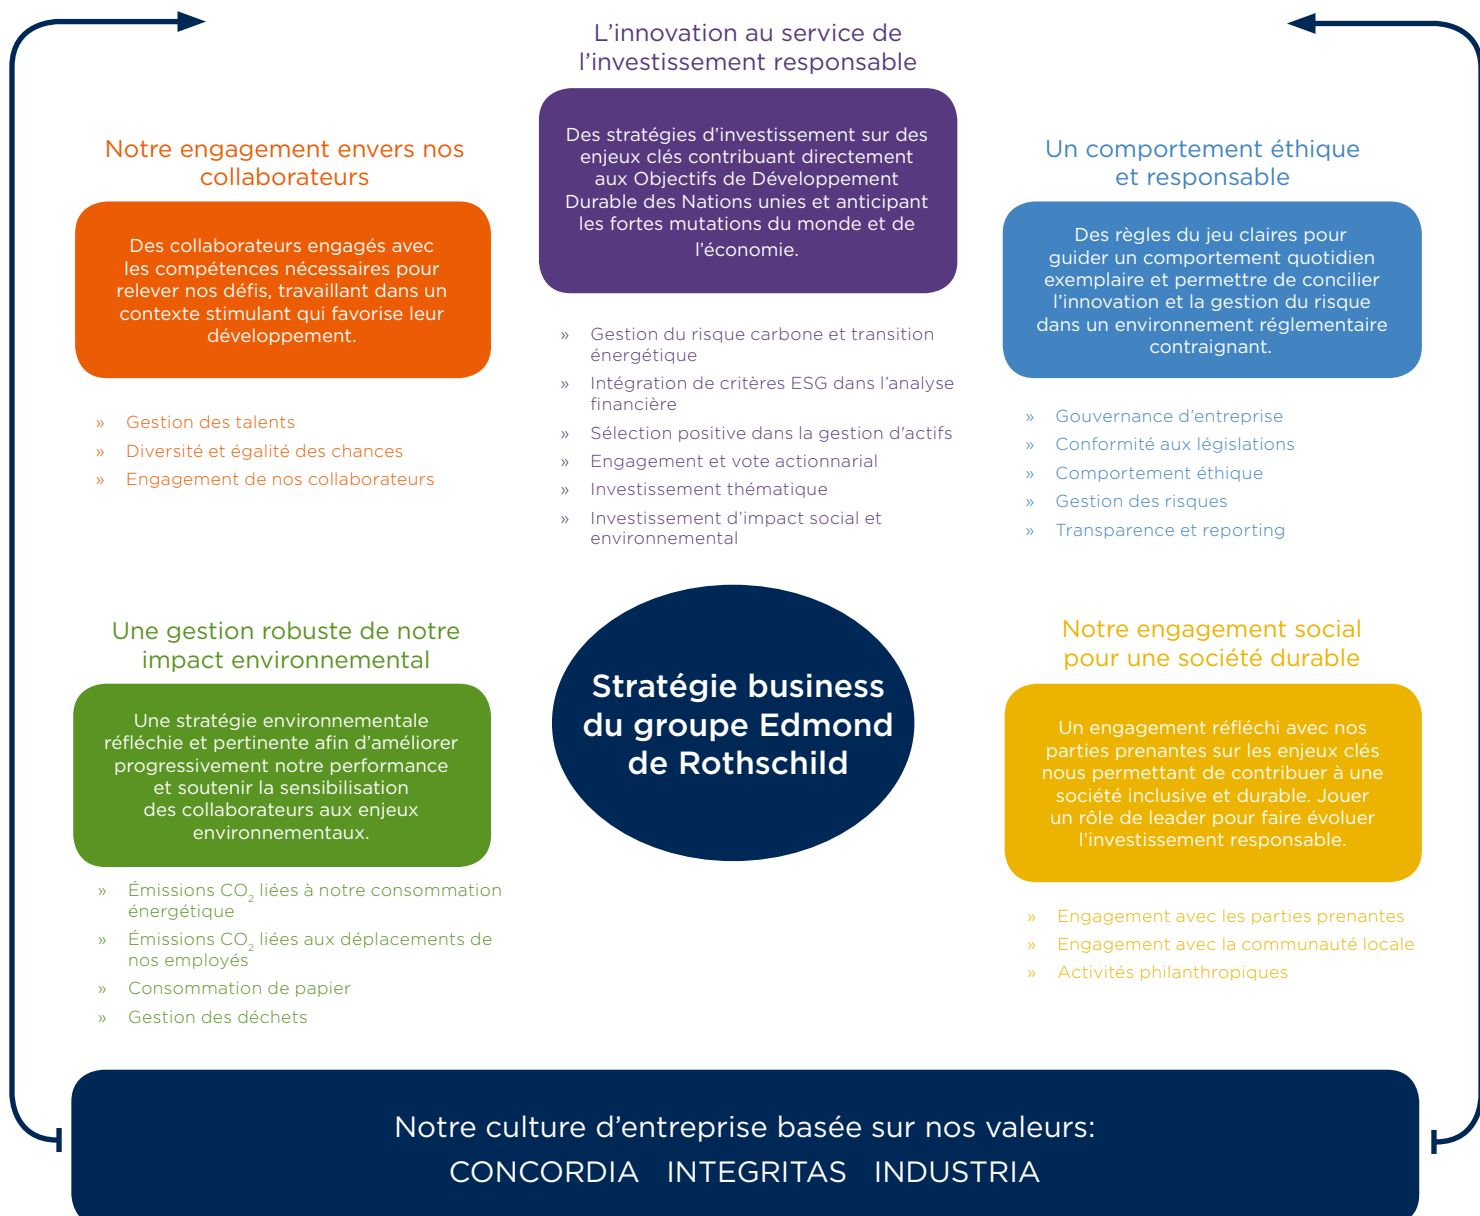 L’innovation au service de
l’investissement responsable
Des stratégies d’investissement sur des
enjeux clés contribuant directement
aux Objectifs de Développement
Durable des Nations unies et anticipant
les fortes mutations du monde et de
l’économie.
» Gestion du risque carbone et transition
énergétique
» Intégration de critères ESG dans l’analyse
financière
» Sélection positive dans la gestion d'actifs
» Engagement et vote actionnarial
» Investissement thématique
» Investissement d’impact social et
environnemental
Notre engagement envers nos
collaborateurs
Des collaborateurs engagés avec
les compétences nécessaires pour
relever nos défis, travaillant dans un
contexte stimulant qui favorise leur
développement.
» Gestion des talents
» Diversité et égalité des chances
» Engagement de nos collaborateurs
Un comportement éthique
et responsable
Des règles du jeu claires pour
guider un comportement quotidien
exemplaire et permettre de concilier
l’innovation et la gestion du risque
dans un environnement réglementaire
contraignant.
» Gouvernance d’entreprise
» Conformité aux législations
» Comportement éthique
» Gestion des risques
» Transparence et reporting
Une gestion robuste de notre
impact environnemental
Une stratégie environnementale
réfléchie et pertinente afin d’améliorer
progressivement notre performance
et soutenir la sensibilisation
des collaborateurs aux enjeux
environnementaux.
» Émissions CO₂ liées à notre consommation
énergétique
» Émissions CO₂ liées aux déplacements de
nos employés
» Consommation de papier
» Gestion des déchets
Stratégie business
du groupe Edmond
de Rothschild
Notre engagement social
pour une société durable
Un engagement réfléchi avec nos
parties prenantes sur les enjeux clés
nous permettant de contribuer à une
société inclusive et durable. Jouer
un rôle de leader pour faire évoluer
l’investissement responsable.
» Engagement avec les parties prenantes
» Engagement avec la communauté locale
» Activités philanthropiques
Notre culture d’entreprise basée sur nos valeurs:
CONCORDIA INTEGRITAS INDUSTRIA